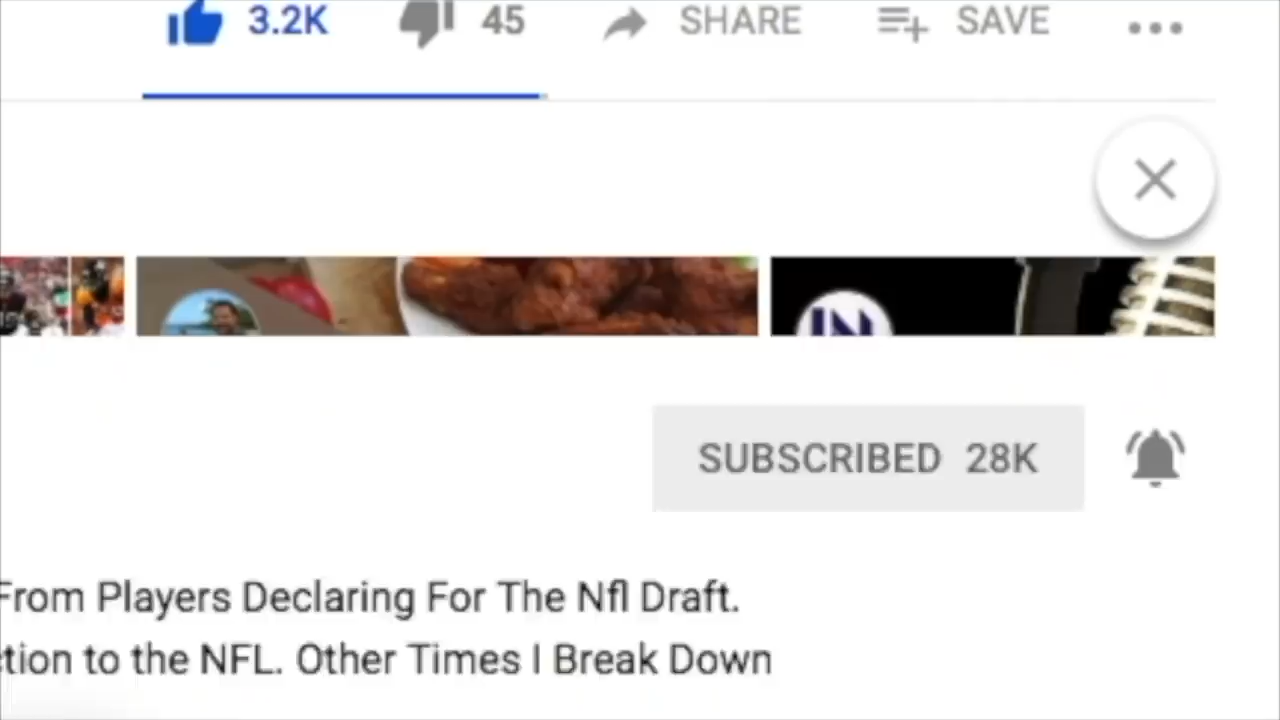 3.2K 45 SHARE SAVE
SUBSCRIBED 28K
From Players Declaring For The Nfl Draft.
ction to the NFL. Other Times I Break Down